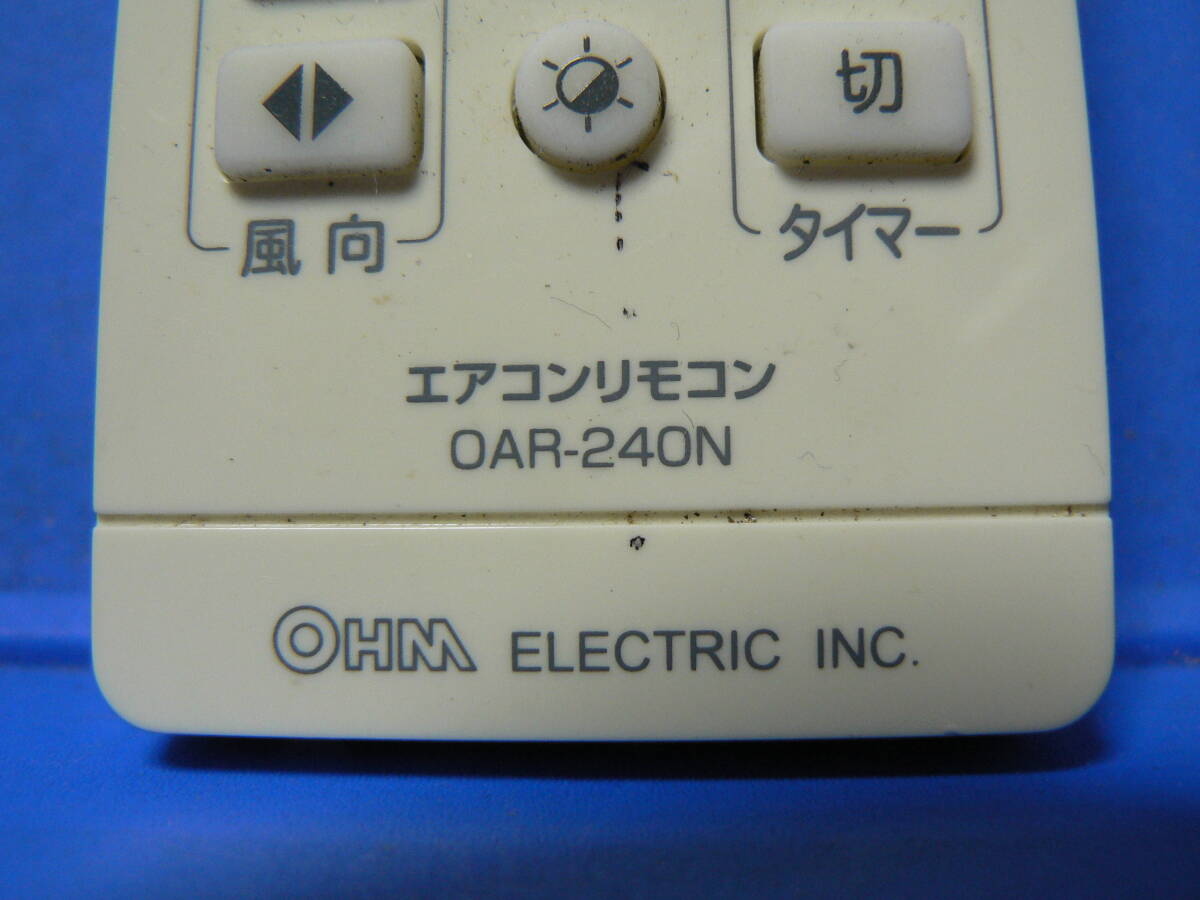 切
風向
タイマー
エアコンリモコン
OAR-240N
OHM ELECTRIC INC.